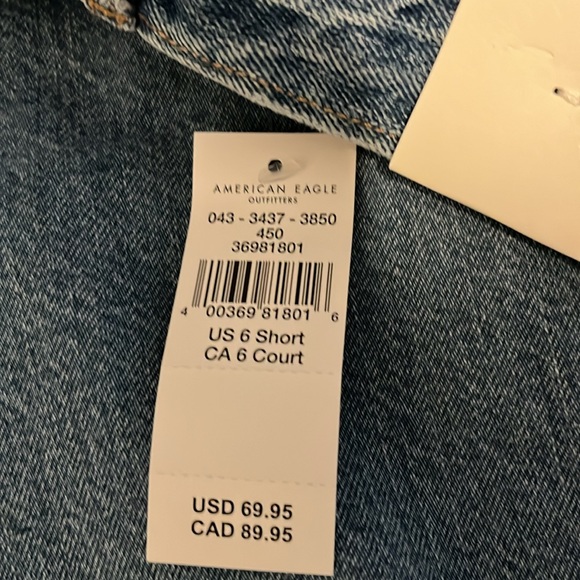 AMERICAN EAGLE
OUTFITTERS
043 - 3437 - 3850
450
36981801
4 00369 81801 6
US 6 Short
CA 6 Court
USD 69.95
CAD 89.95